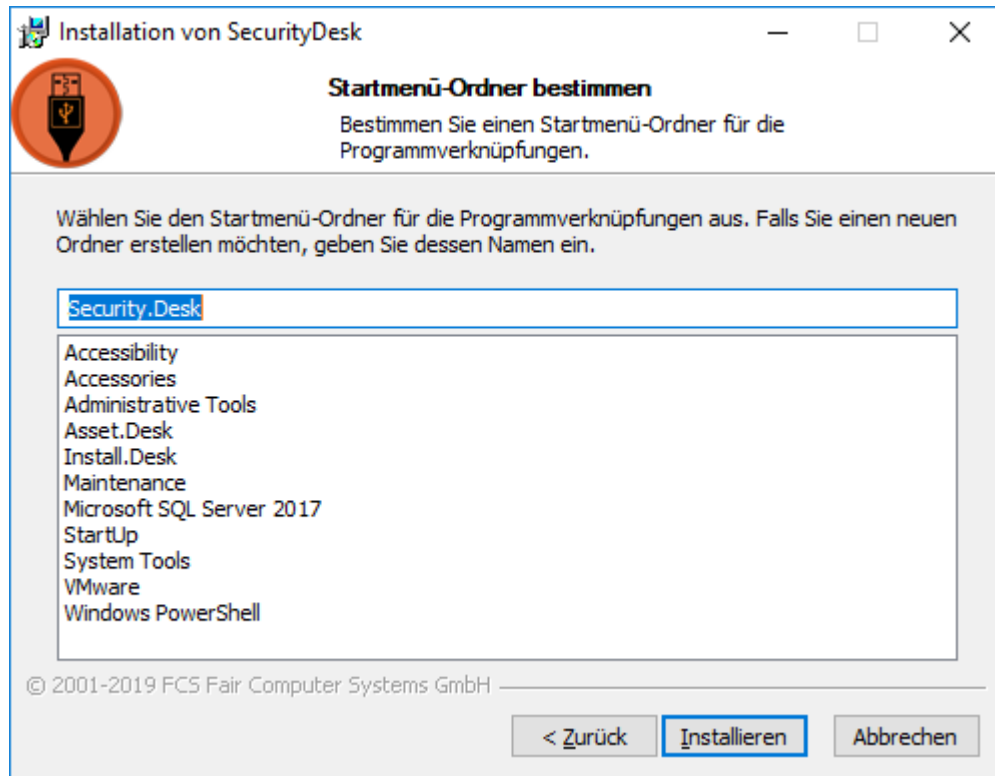 Installation von SecurityDesk
Startmenü-Ordner bestimmen
Bestimmen Sie einen Startmenü-Ordner für die
Programmverknüpfungen.
Wählen Sie den Startmenü-Ordner für die Programmverknüpfungen aus. Falls Sie einen neuen
Ordner erstellen möchten, geben Sie dessen Namen ein.
Security.Desk
Accessibility
Accessories
Administrative Tools
Asset.Desk
Install.Desk
Maintenance
Microsoft SQL Server 2017
StartUp
System Tools
VMware
Windows PowerShell
© 2001-2019 FCS Fair Computer Systems GmbH
< Zurück Installieren Abbrechen